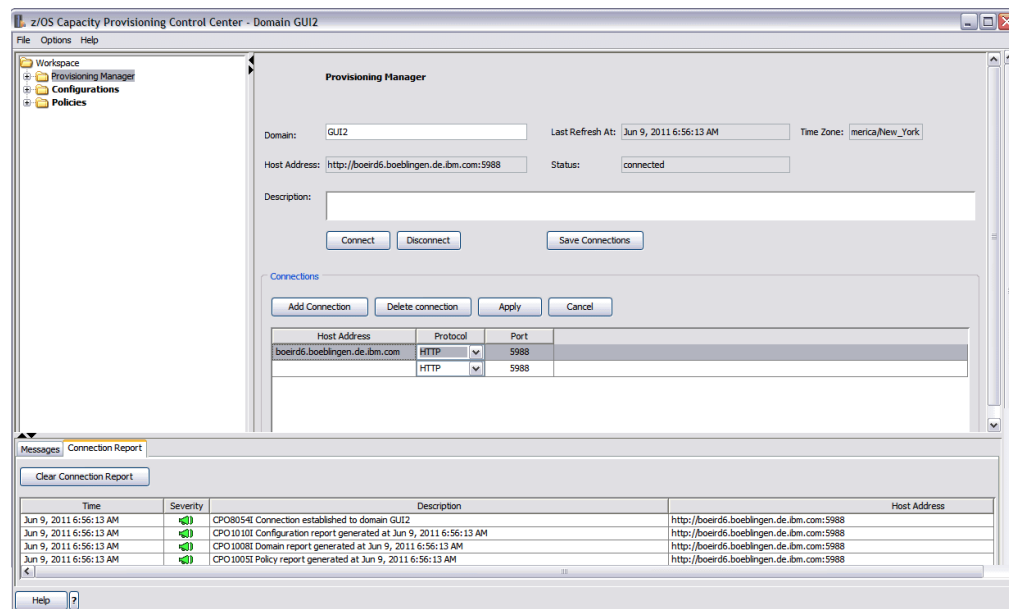 z/OS Capacity Provisioning Control Center - Domain GUI2
File Options Help
Workspace
Provisioning Manager
Configurations
Policies
Provisioning Manager
Domain: GUI2 Last Refresh At: Jun 9, 2011 6:56:13 AM Time Zone: merica/New_York
Host Address: http://boeird6.boeblingen.de.ibm.com:5988 Status: connected
Description:
Connect Disconnect Save Connections
Connections
Add Connection Delete connection Apply Cancel
Host Address Protocol Port
boeird6.boeblingen.de.ibm.com HTTP 5988
HTTP 5988
Messages Connection Report
Clear Connection Report
Time Severity Description Host Address
Jun 9, 2011 6:56:13 AM CPO8054I Connection established to domain GUI2 http://boeird6.boeblingen.de.ibm.com:5988
Jun 9, 2011 6:56:13 AM CPO1010I Configuration report generated at Jun 9, 2011 6:56:13 AM http://boeird6.boeblingen.de.ibm.com:5988
Jun 9, 2011 6:56:13 AM CPO1008I Domain report generated at Jun 9, 2011 6:56:13 AM http://boeird6.boeblingen.de.ibm.com:5988
Jun 9, 2011 6:56:13 AM CPO1005I Policy report generated at Jun 9, 2011 6:56:13 AM http://boeird6.boeblingen.de.ibm.com:5988
Help ?